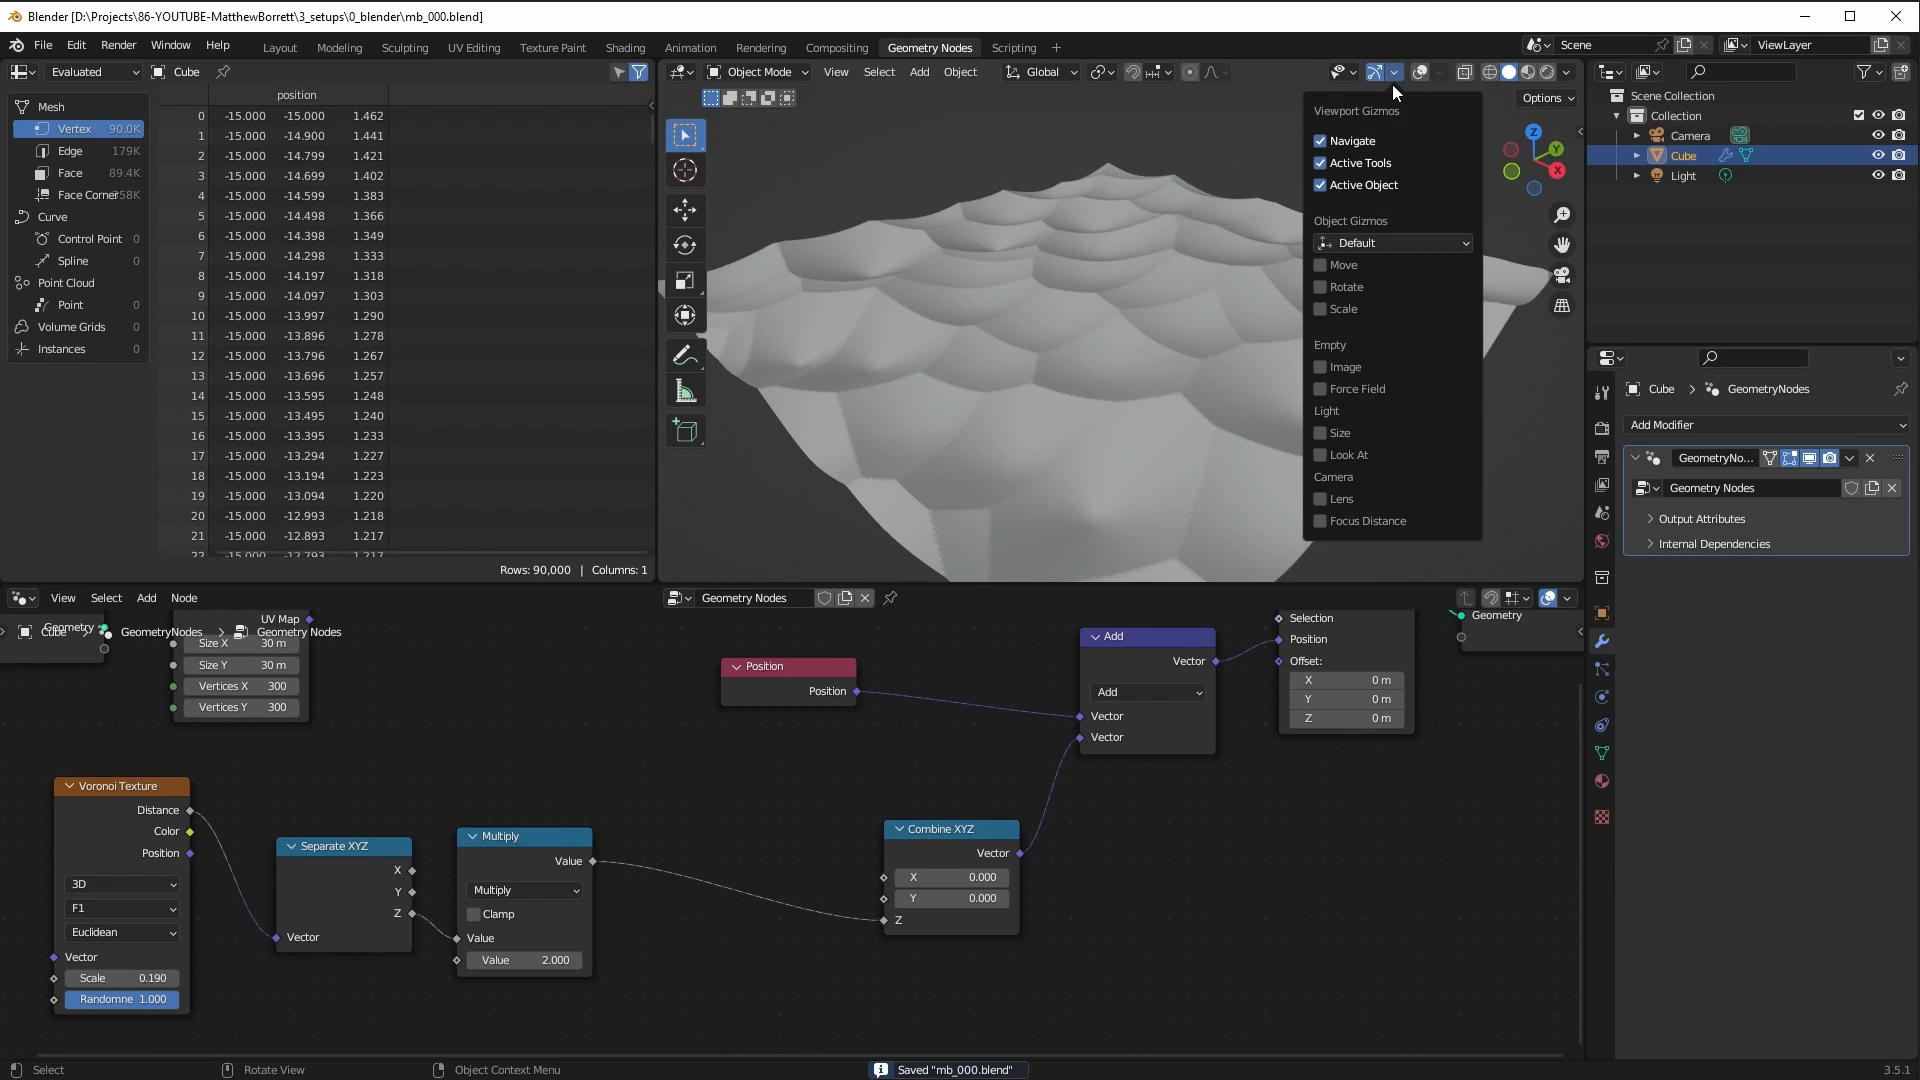 Blender [D:\Projects\86-YOUTUBE-MatthewBorrett\3_setups\0_blender\mb_000.blend]
File Edit Render Window Help Layout Modeling Sculpting UV Editing Texture Paint Shading Animation Rendering Compositing Geometry Nodes Scripting + Scene ViewLayer
Evaluated Cube
Object Mode View Select Add Object Global
Options
position
Mesh
Vertex 90.0K
Edge 179K
Face 89.4K
Face Corner 58K
Curve
Control Point 0
Spline 0
Point Cloud
Point 0
Volume Grids 0
Instances 0
0 -15.000 -15.000 1.462
1 -15.000 -14.900 1.441
2 -15.000 -14.799 1.421
3 -15.000 -14.699 1.402
4 -15.000 -14.599 1.383
5 -15.000 -14.498 1.366
6 -15.000 -14.398 1.349
7 -15.000 -14.298 1.333
8 -15.000 -14.197 1.318
9 -15.000 -14.097 1.303
10 -15.000 -13.997 1.290
11 -15.000 -13.896 1.278
12 -15.000 -13.796 1.267
13 -15.000 -13.696 1.257
14 -15.000 -13.595 1.248
15 -15.000 -13.495 1.240
16 -15.000 -13.395 1.233
17 -15.000 -13.294 1.227
18 -15.000 -13.194 1.223
19 -15.000 -13.094 1.220
20 -15.000 -12.993 1.218
21 -15.000 -12.893 1.217
22 -15.000 -12.793 1.217
Rows: 90,000 | Columns: 1
Viewport Gizmos
Navigate
Active Tools
Active Object
Object Gizmos
Default
Move
Rotate
Scale
Empty
Image
Force Field
Light
Size
Look At
Camera
Lens
Focus Distance
Z
Y
X
Scene Collection
Collection
Camera
Cube
Light
Cube GeometryNodes
Add Modifier
GeometryNo...
Geometry Nodes
Output Attributes
Internal Dependencies
View Select Add Node
Geometry Nodes
Geometry
Cube GeometryNodes Geometry Nodes
UV Map
Size X 30 m
Size Y 30 m
Vertices X 300
Vertices Y 300
Position
Position
Add
Vector
Add
Vector
Vector
Selection
Position
Offset:
X 0 m
Y 0 m
Z 0 m
Geometry
Voronoi Texture
Distance
Color
Position
3D
F1
Euclidean
Vector
Scale 0.190
Randomne 1.000
Separate XYZ
X
Y
Z
Vector
Multiply
Value
Multiply
Clamp
Value
Value 2.000
Combine XYZ
Vector
X 0.000
Y 0.000
Z
Select Rotate View Object Context Menu Saved "mb_000.blend" 3.5.1